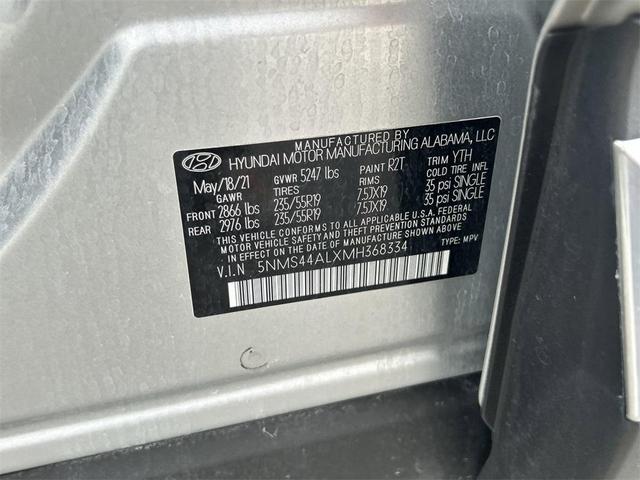 MANUFACTURED BY
HYUNDAI MOTOR MANUFACTURING ALABAMA, LLC
May/18/21 GVWR 5247 lbs PAINT R2T TRIM YTH
GAWR TIRES RIMS COLD TIRE INFL
FRONT 2866 lbs 235/55R19 7.5JX19 35 psi SINGLE
REAR 2976 lbs 235/55R19 7.5JX19 35 psi SINGLE
THIS VEHICLE CONFORMS TO ALL APPLICABLE U.S.A. FEDERAL
MOTOR VEHICLE SAFETY AND THEFT PREVENTION STANDARDS
IN EFFECT ON THE DATE OF MANUFACTURE SHOWN ABOVE.
V.I.N 5NMS44ALXMH368334 TYPE: MPV